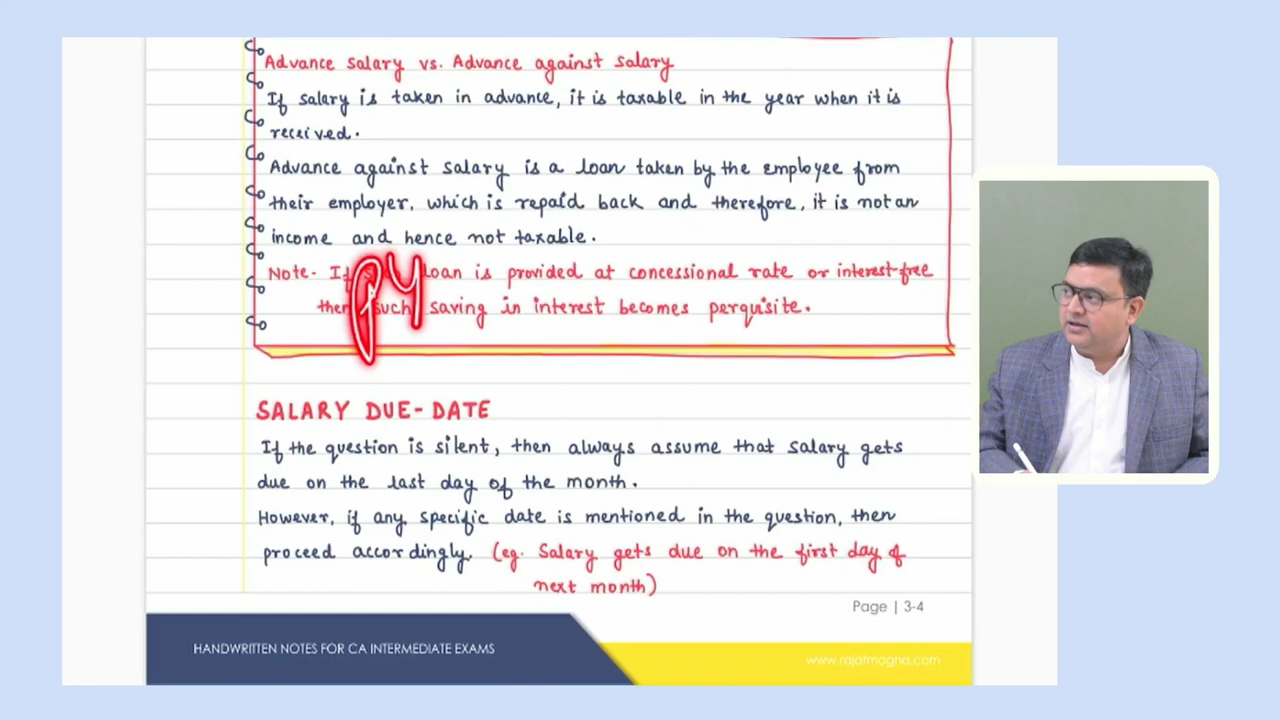 Advance salary vs. Advance against salary
If salary is taken in advance, it is taxable in the year when it is
received.
Advance against salary is a loan taken by the employee from
their employer, which is repaid back and therefore, it is not an
income and hence not taxable.
Note- If loan is provided at concessional rate or interest-free
then such saving in interest becomes perquisite.
PY
SALARY DUE-DATE
If the question is silent, then always assume that salary gets
due on the last day of the month.
However, if any specific date is mentioned in the question, then
proceed accordingly. (eg. Salary gets due on the first day of
next month)
Page | 3-4
HANDWRITTEN NOTES FOR CA INTERMEDIATE EXAMS
www.rajatmogha.com